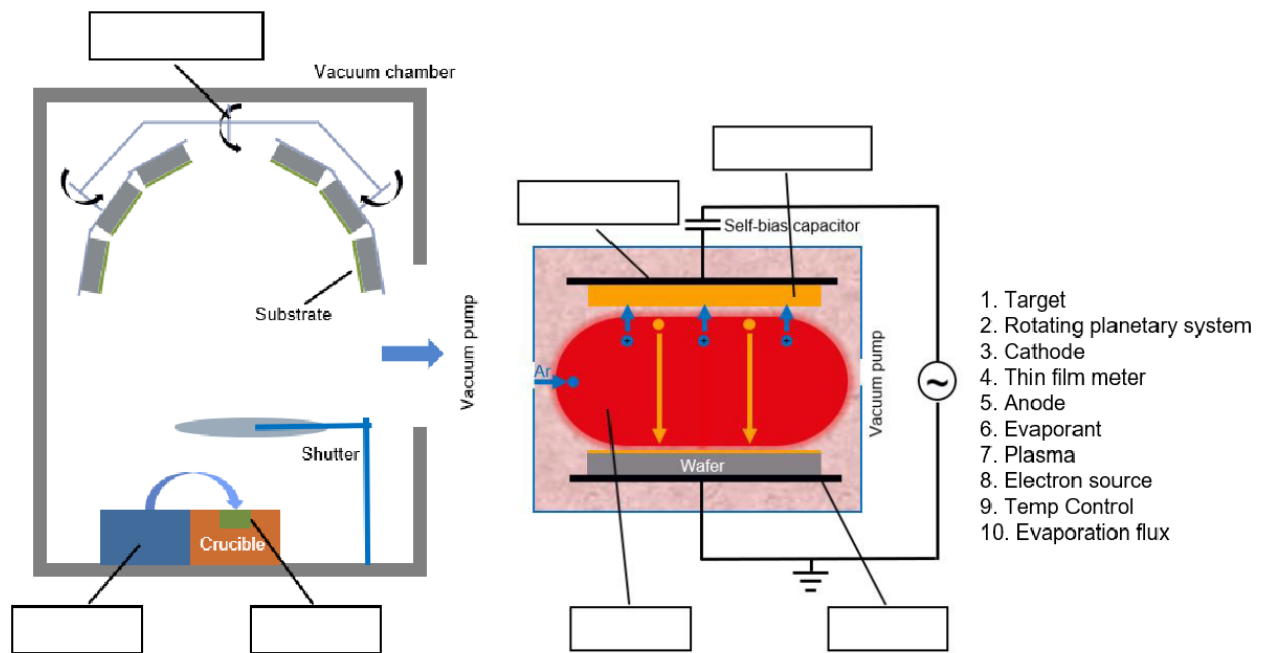 Vacuum chamber
Substrate
Vacuum pump
Shutter
Crucible
Self-bias capacitor
Ar
+
+
+
Wafer
Vacuum pump
~
1. Target
2. Rotating planetary system
3. Cathode
4. Thin film meter
5. Anode
6. Evaporant
7. Plasma
8. Electron source
9. Temp Control
10. Evaporation flux